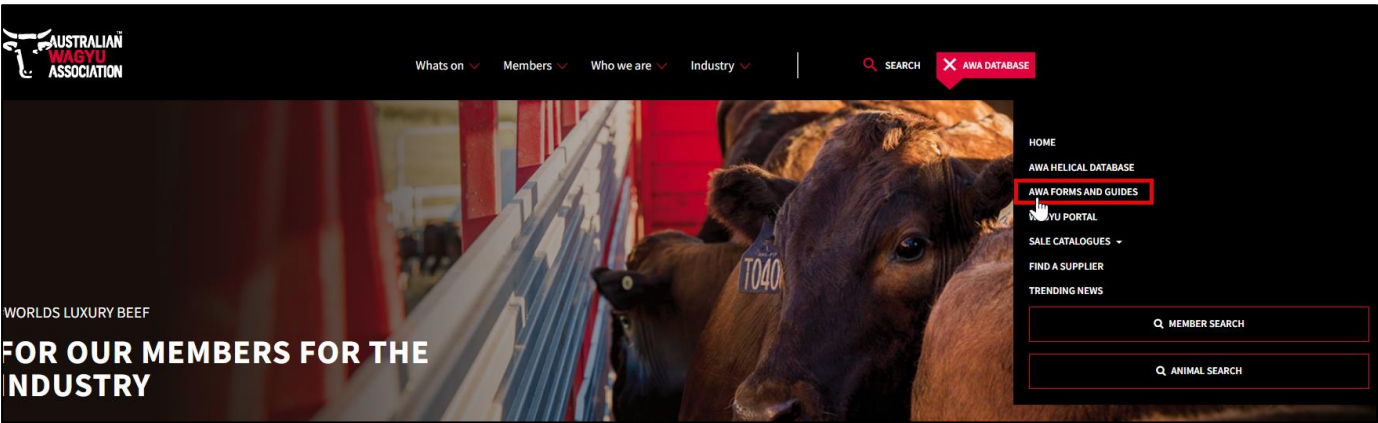 AUSTRALIAN
WAGYU
ASSOCIATION
Whats on
Members
Who we are
Industry
SEARCH
AWA DATABASE
HOME
AWA HELICAL DATABASE
AWA FORMS AND GUIDES
YU PORTAL
SALE CATALOGUES
FIND A SUPPLIER
TRENDING NEWS
MEMBER SEARCH
ANIMAL SEARCH
T040
WORLDS LUXURY BEEF
FOR OUR MEMBERS FOR THE
INDUSTRY